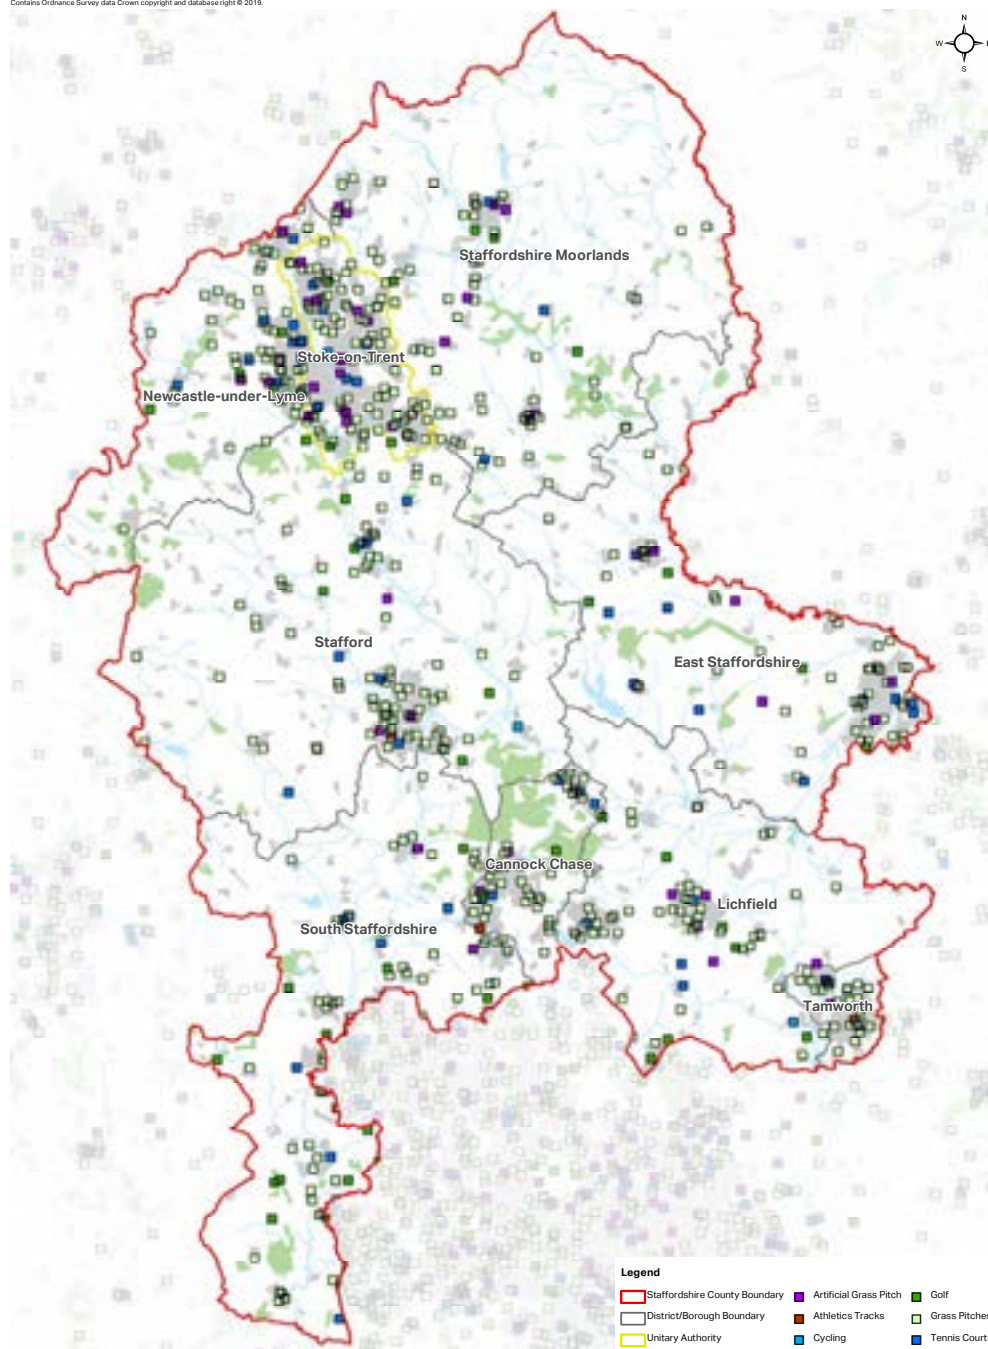 Contains Ordnance Survey data Crown copyright and database right © 2019.
N
W
E
S
Staffordshire Moorlands
Stoke-on-Trent
Newcastle-under-Lyme
Stafford
East Staffordshire
Cannock Chase
Lichfield
South Staffordshire
Tamworth
Legend
Staffordshire County Boundary
Artificial Grass Pitch
Golf
District/Borough Boundary
Athletics Tracks
Grass Pitches
Unitary Authority
Cycling
Tennis Court